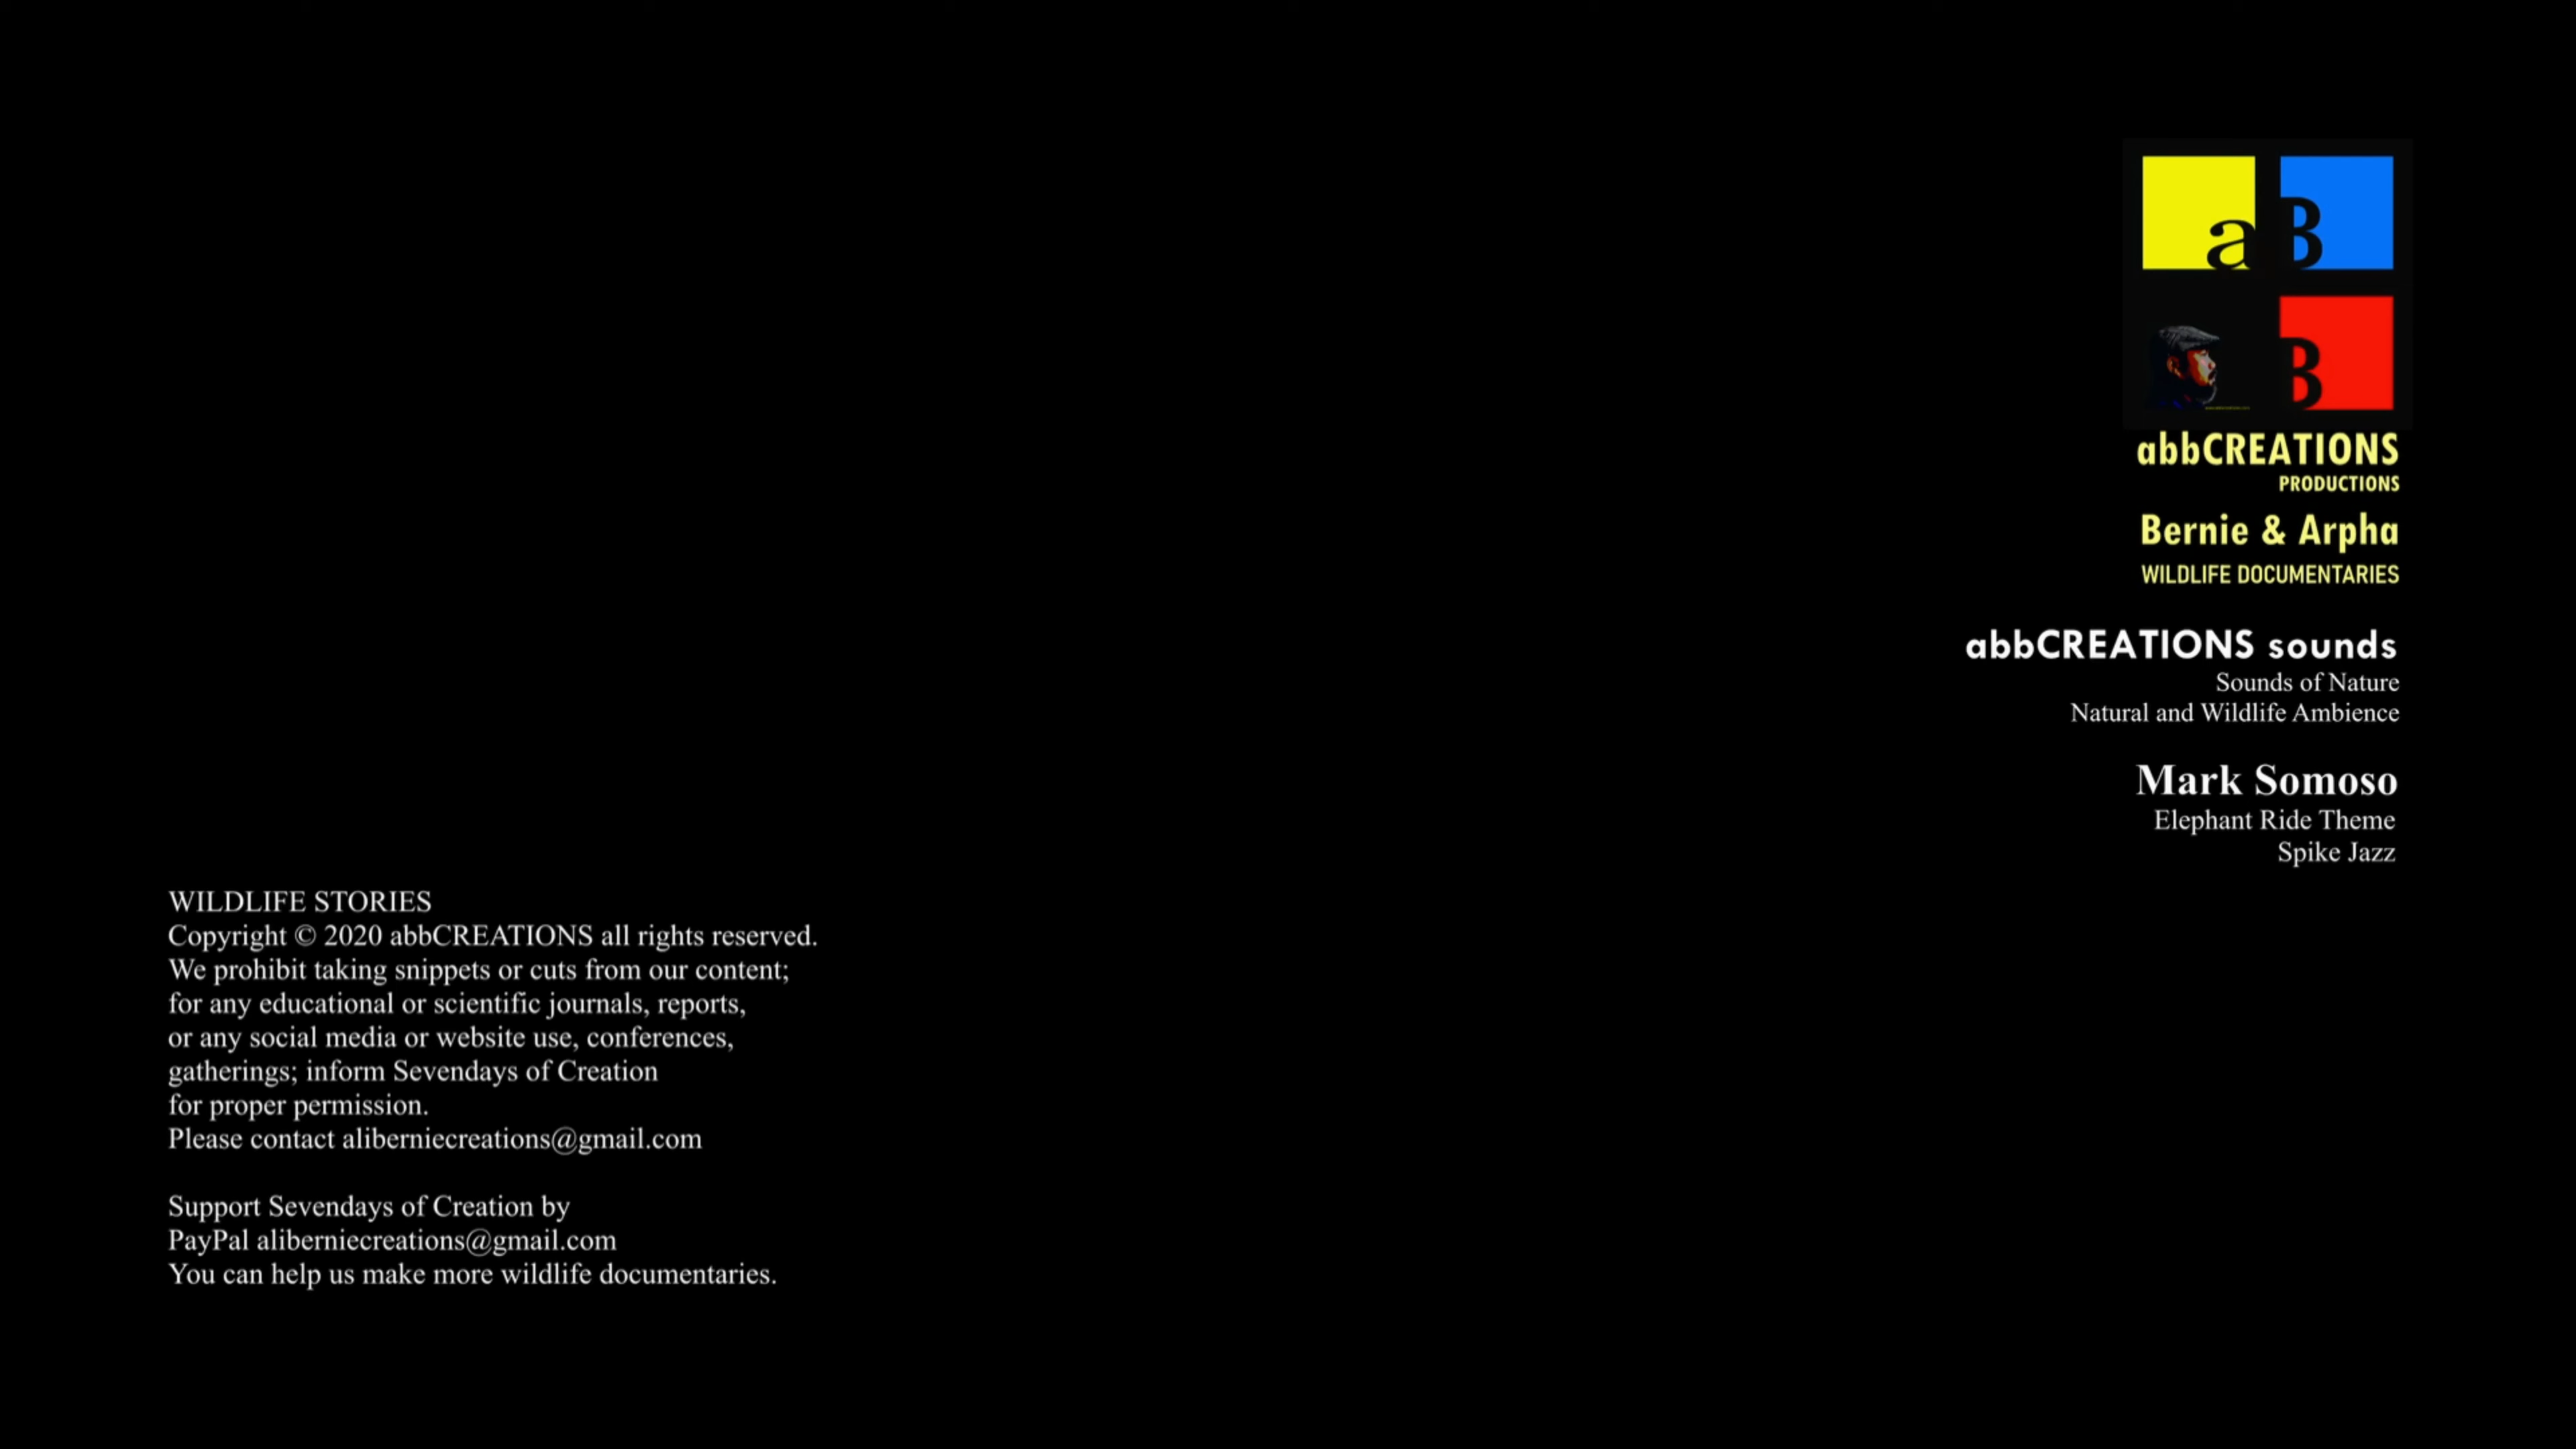 a B
B
abbCREATIONS
PRODUCTIONS
Bernie & Arpha
WILDLIFE DOCUMENTARIES
abbCREATIONS sounds
Sounds of Nature
Natural and Wildlife Ambience
Mark Somoso
Elephant Ride Theme
Spike Jazz
WILDLIFE STORIES
Copyright © 2020 abbCREATIONS all rights reserved.
We prohibit taking snippets or cuts from our content;
for any educational or scientific journals, reports,
or any social media or website use, conferences,
gatherings; inform Sevendays of Creation
for proper permission.
Please contact aliberniecreations@gmail.com
Support Sevendays of Creation by
PayPal aliberniecreations@gmail.com
You can help us make more wildlife documentaries.